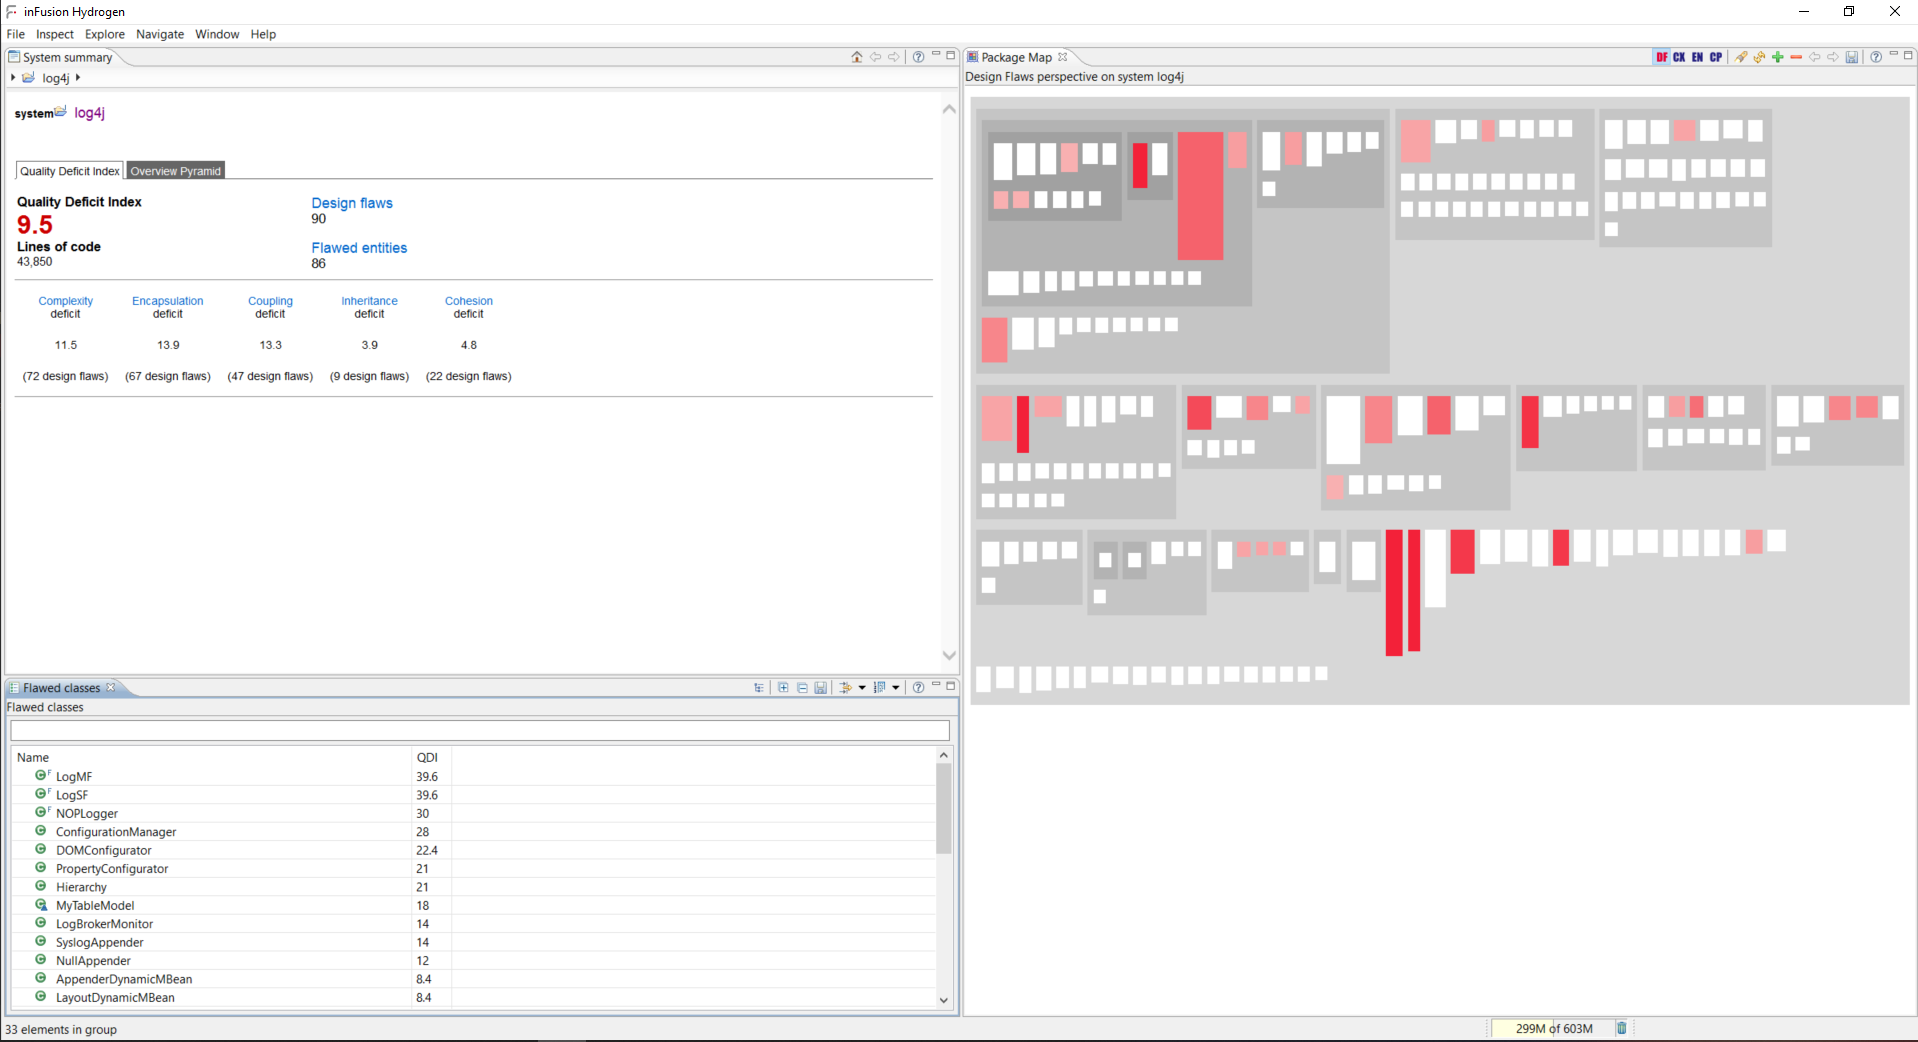 inFusion Hydrogen
File Inspect Explore Navigate Window Help
System summary
log4j
system log4j
Quality Deficit Index Overview Pyramid
Quality Deficit Index
9.5
Lines of code
43,850
Design flaws
90
Flawed entities
86
Complexity deficit 11.5 (72 design flaws)
Encapsulation deficit 13.9 (67 design flaws)
Coupling deficit 13.3 (47 design flaws)
Inheritance deficit 3.9 (9 design flaws)
Cohesion deficit 4.8 (22 design flaws)
Flawed classes
Flawed classes
Name QDI
LogMF 39.6
LogSF 39.6
NOPLogger 30
ConfigurationManager 28
DOMConfigurator 22.4
PropertyConfigurator 21
Hierarchy 21
MyTableModel 18
LogBrokerMonitor 14
SyslogAppender 14
NullAppender 12
AppenderDynamicMBean 8.4
LayoutDynamicMBean 8.4
33 elements in group
Package Map
DF CX EN CP
Design Flaws perspective on system log4j
299M of 603M